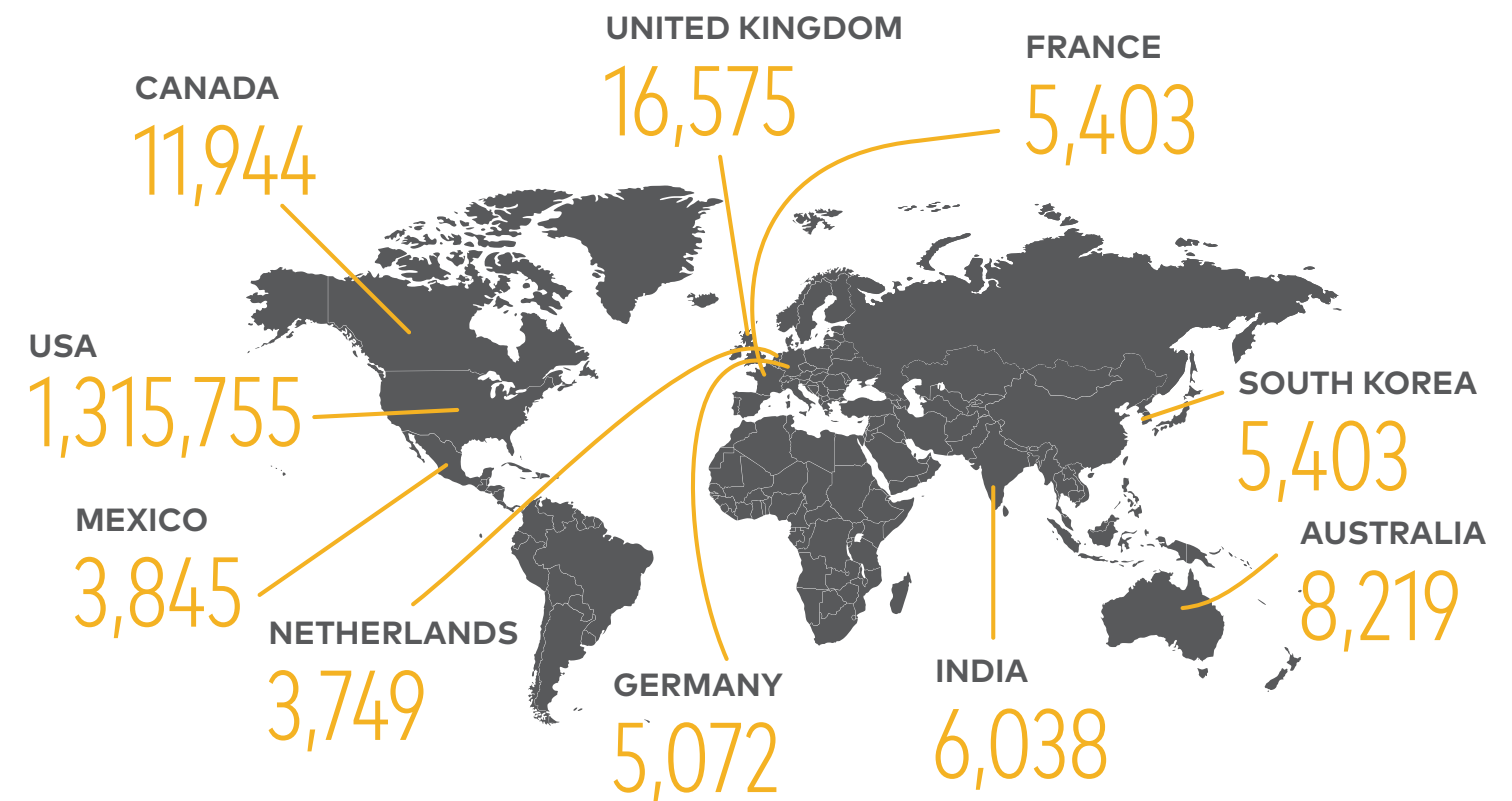 UNITED KINGDOM
16,575
FRANCE
5,403
CANADA
11,944
USA
1,315,755
SOUTH KOREA
5,403
MEXICO
3,845
AUSTRALIA
8,219
NETHERLANDS
3,749
GERMANY
5,072
INDIA
6,038